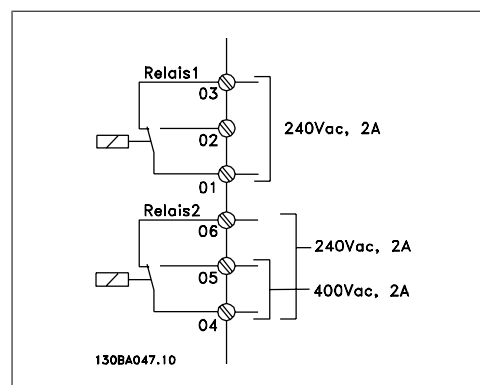 Relais1
03
02
240Vac, 2A
01
Relais2
06
240Vac, 2A
05
400Vac, 2A
04
130BA047.10